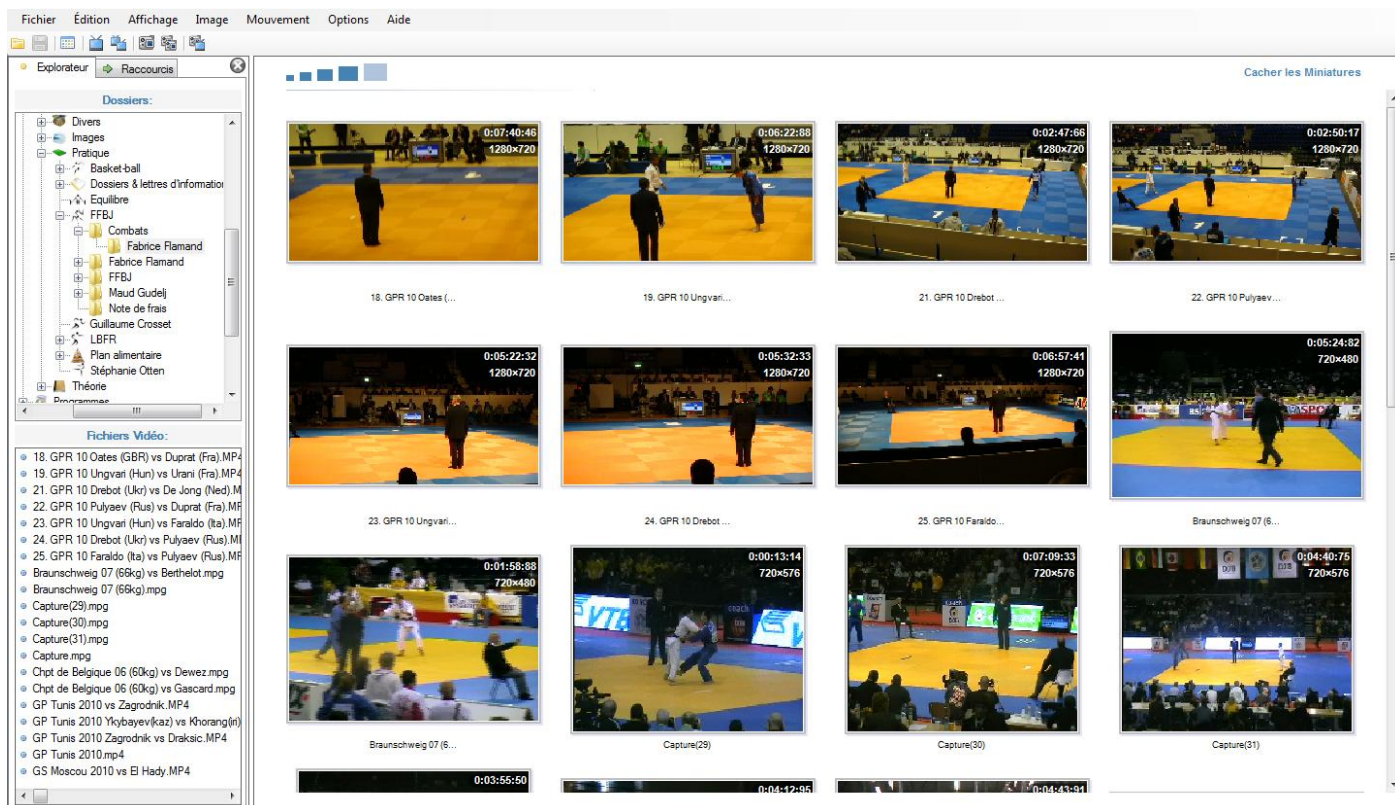 Fichier Édition Affichage Image Mouvement Options Aide
Explorateur Raccourcis
Cacher les Miniatures
Dossiers:
Divers
Images
Pratique
Basket-ball
Dossiers & lettres d'information
Equilibre
FFBJ
Combats
Fabrice Flamand
Fabrice Flamand
FFBJ
Maud Gudelj
Note de frais
Guillaume Crosset
LBFR
Plan alimentaire
Stéphanie Otten
Théorie
Programmes
Fichiers Vidéo:
18. GPR 10 Oates (GBR) vs Duprat (Fra).MP4
19. GPR 10 Ungvari (Hun) vs Urani (Fra).MP4
21. GPR 10 Drebot (Ukr) vs De Jong (Ned).M
22. GPR 10 Pulyaev (Rus) vs Duprat (Fra).MF
23. GPR 10 Ungvari (Hun) vs Faraldo (Ita).MF
24. GPR 10 Drebot (Ukr) vs Pulyaev (Rus).MF
25. GPR 10 Faraldo (Ita) vs Pulyaev (Rus).MF
Braunschweig 07 (66kg) vs Berthelot.mpg
Braunschweig 07 (66kg).mpg
Capture(29).mpg
Capture(30).mpg
Capture(31).mpg
Capture.mpg
Chpt de Belgique 06 (60kg) vs Dewez.mpg
Chpt de Belgique 06 (60kg) vs Gascard.mpg
GP Tunis 2010 vs Zagrodnik.MP4
GP Tunis 2010 Ykybayev(kaz) vs Khorang(iri)
GP Tunis 2010 Zagrodnik vs Draksic.MP4
GP Tunis 2010.mp4
GS Moscou 2010 vs El Hady.MP4
0:07:40:46
1280×720
18. GPR 10 Oates (...
0:06:22:88
1280×720
19. GPR 10 Ungvari...
0:02:47:66
1280×720
21. GPR 10 Drebot ...
0:02:50:17
1280×720
22. GPR 10 Pulyaev...
0:05:22:32
1280×720
23. GPR 10 Ungvari...
0:05:32:33
1280×720
24. GPR 10 Drebot ...
0:06:57:41
1280×720
25. GPR 10 Faraldo...
0:05:24:82
720×480
Braunschweig 07 (6...
0:01:58:88
720×480
Braunschweig 07 (6...
0:00:13:14
720×576
coach
VTB
Capture(29)
0:07:09:33
720×576
Capture(30)
0:04:40:75
720×576
Capture(31)
0:03:55:50
0:04:12:95
0:04:43:91